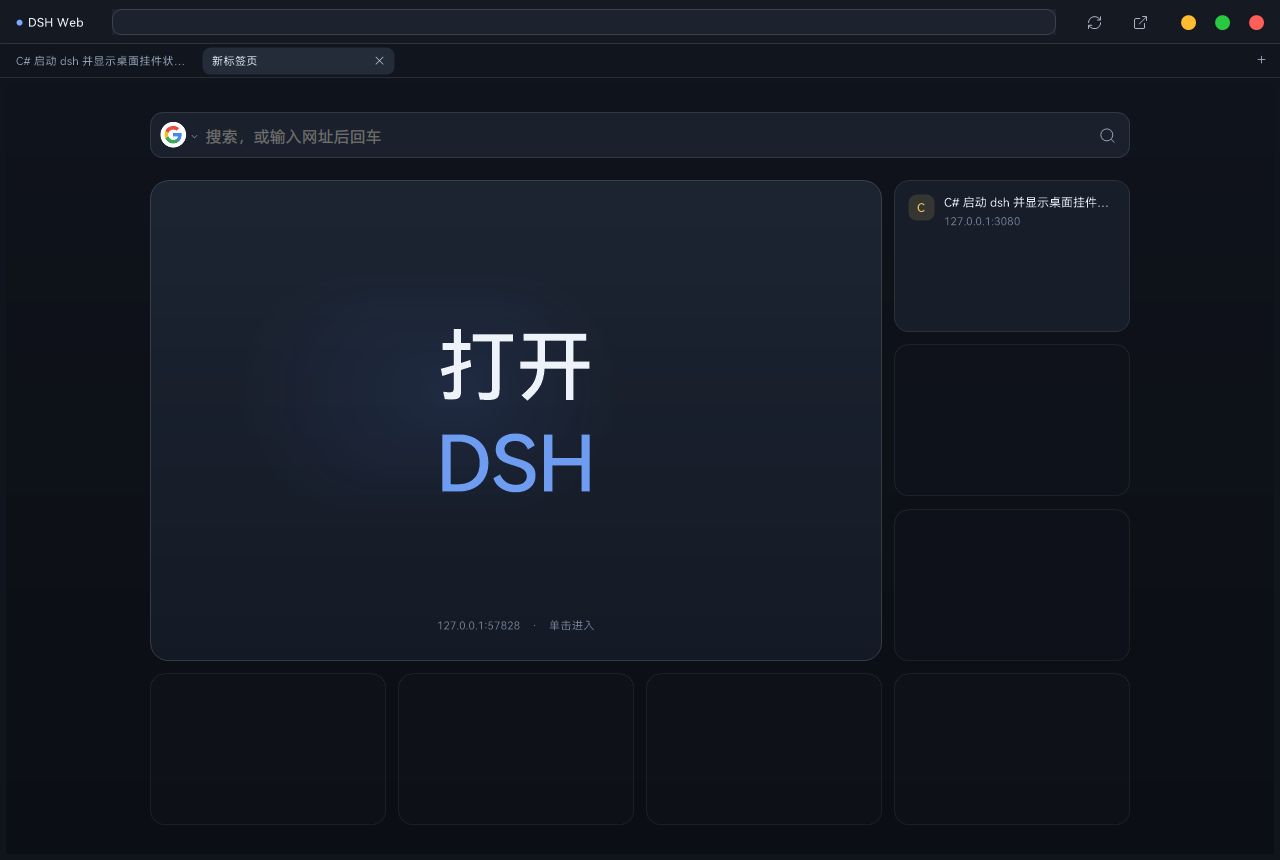 DSH Web
C# 启动 dsh 并显示桌面挂件状...
新标签页
搜索，或输入网址后回车
打开
DSH
127.0.0.1:57828 · 单击进入
C
C# 启动 dsh 并显示桌面挂件...
127.0.0.1:3080